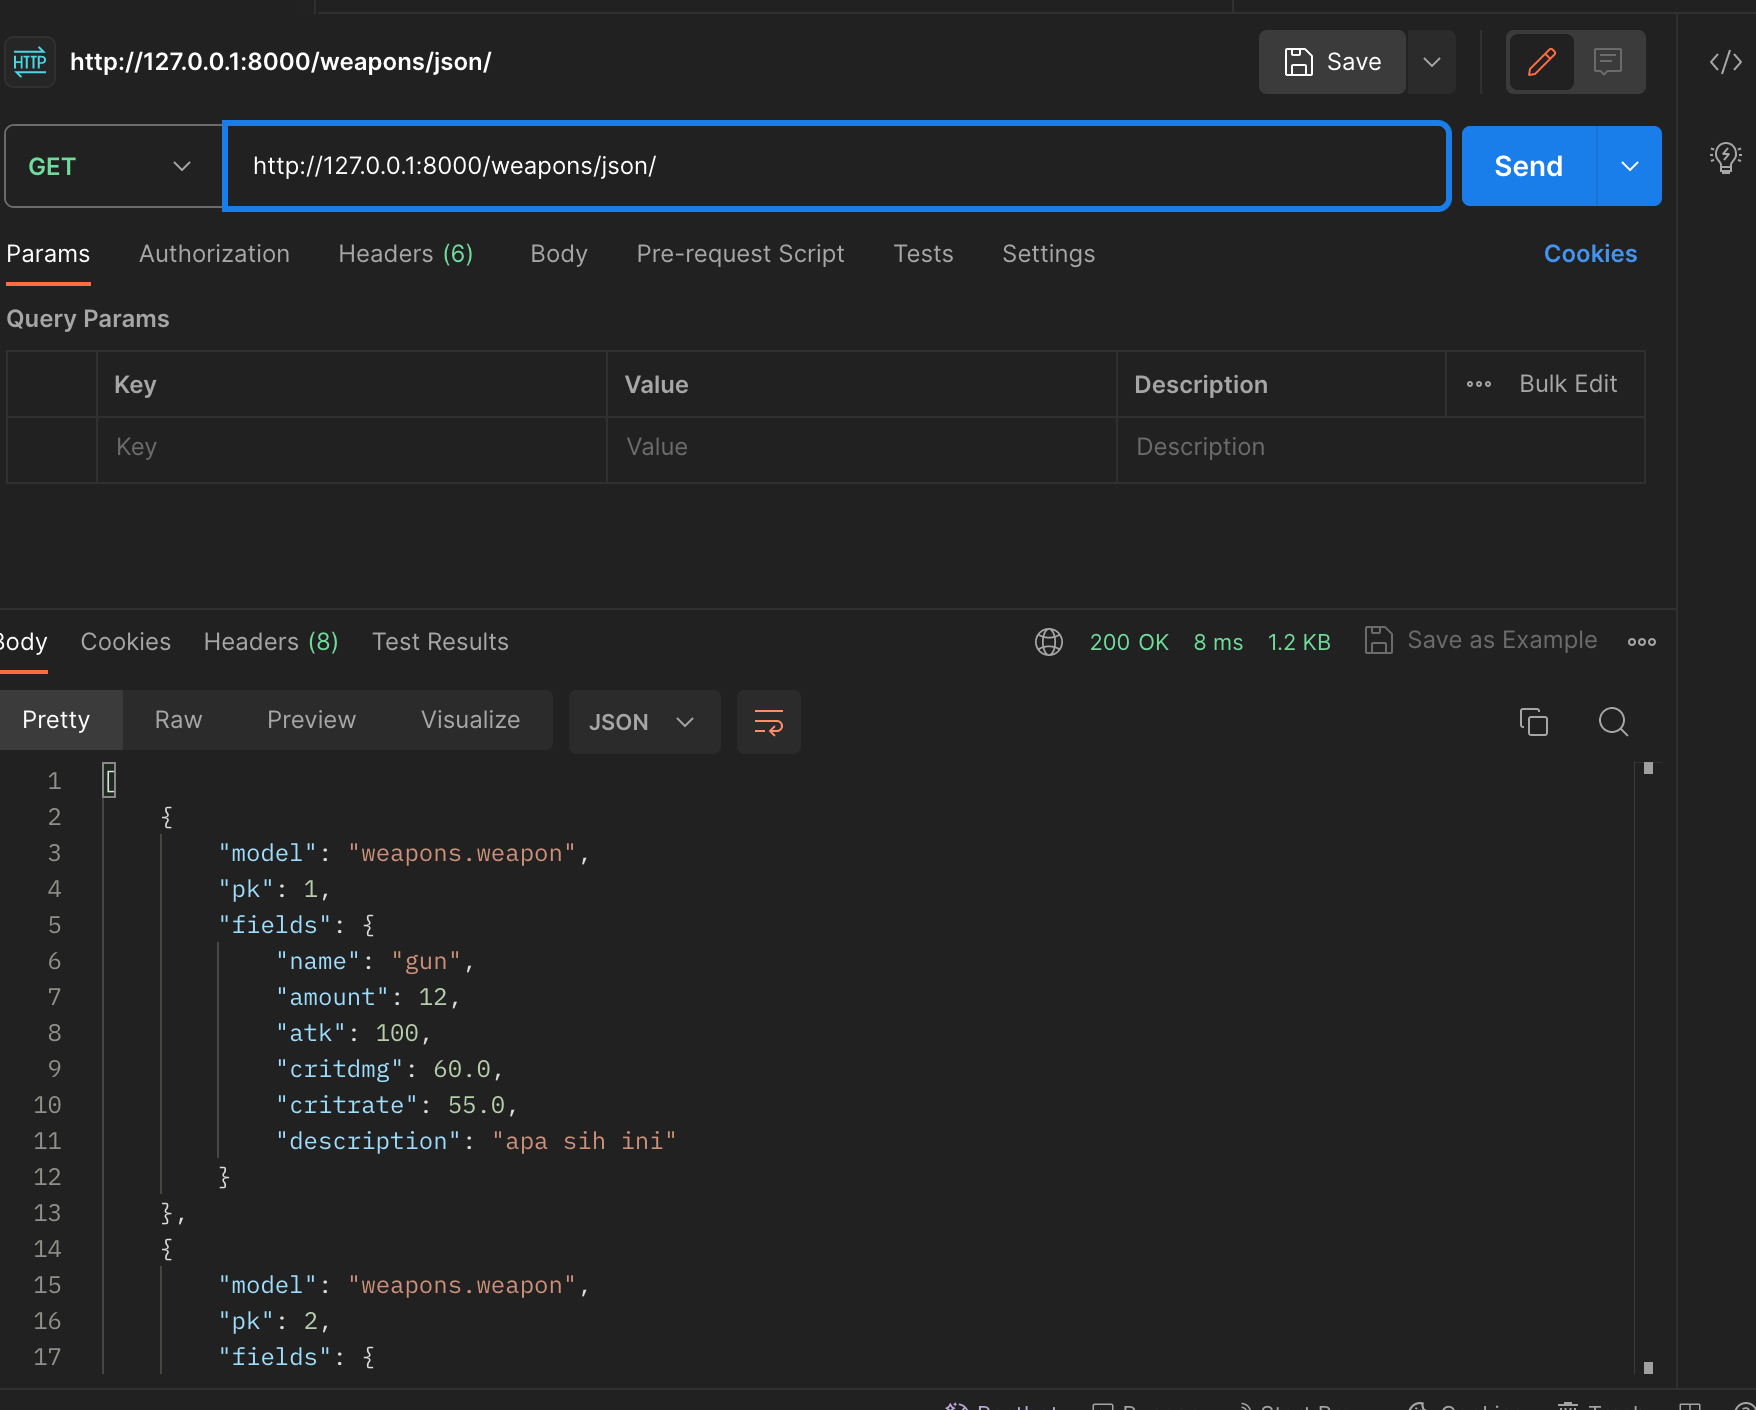 HTTP http://127.0.0.1:8000/weapons/json/ Save </>
GET http://127.0.0.1:8000/weapons/json/ Send
Params Authorization Headers (6) Body Pre-request Script Tests Settings Cookies
Query Params
Key Value Description Bulk Edit
Key Value Description
Body Cookies Headers (8) Test Results 200 OK 8 ms 1.2 KB Save as Example
Pretty Raw Preview Visualize JSON
1 [
2 {
3 "model": "weapons.weapon",
4 "pk": 1,
5 "fields": {
6 "name": "gun",
7 "amount": 12,
8 "atk": 100,
9 "critdmg": 60.0,
10 "critrate": 55.0,
11 "description": "apa sih ini"
12 }
13 },
14 {
15 "model": "weapons.weapon",
16 "pk": 2,
17 "fields": {